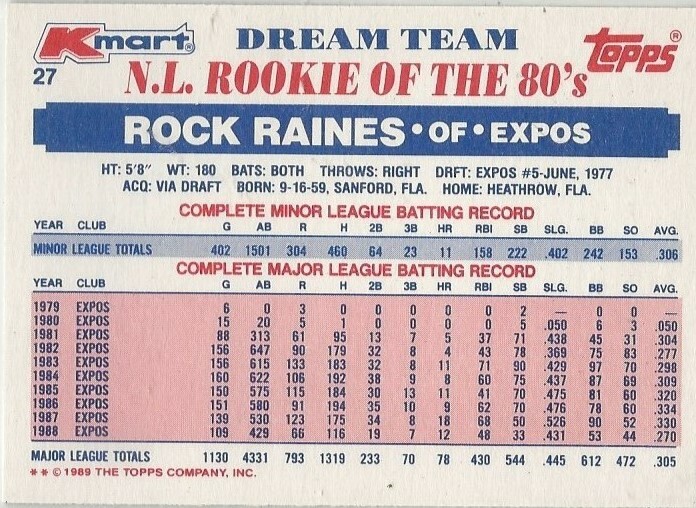 Kmart® DREAM TEAM TOPPS®
27 N.L. ROOKIE OF THE 80's
ROCK RAINES • OF • EXPOS
HT: 5'8" WT: 180 BATS: BOTH THROWS: RIGHT DRFT: EXPOS #5-JUNE, 1977
ACQ: VIA DRAFT BORN: 9-16-59, SANFORD, FLA. HOME: HEATHROW, FLA.
COMPLETE MINOR LEAGUE BATTING RECORD
YEAR CLUB G AB R H 2B 3B HR RBI SB SLG. BB SO AVG.
MINOR LEAGUE TOTALS 402 1501 304 460 64 23 11 158 222 .402 242 153 .306
COMPLETE MAJOR LEAGUE BATTING RECORD
YEAR CLUB G AB R H 2B 3B HR RBI SB SLG. BB SO AVG.
1979 EXPOS 6 0 3 0 0 0 0 0 2 — 0 0 —
1980 EXPOS 15 20 5 1 0 0 0 0 5 .050 6 3 .050
1981 EXPOS 88 313 61 95 13 7 5 37 71 .438 45 31 .304
1982 EXPOS 156 647 90 179 32 8 4 43 78 .369 75 83 .277
1983 EXPOS 156 615 133 183 32 8 11 71 90 .429 97 70 .298
1984 EXPOS 160 622 106 192 38 9 8 60 75 .437 87 69 .309
1985 EXPOS 150 575 115 184 30 13 11 41 70 .475 81 60 .320
1986 EXPOS 151 580 91 194 35 10 9 62 70 .476 78 60 .334
1987 EXPOS 139 530 123 175 34 8 18 68 50 .526 90 52 .330
1988 EXPOS 109 429 66 116 19 7 12 48 33 .431 53 44 .270
MAJOR LEAGUE TOTALS 1130 4331 793 1319 233 70 78 430 544 .445 612 472 .305
** © 1989 THE TOPPS COMPANY, INC.